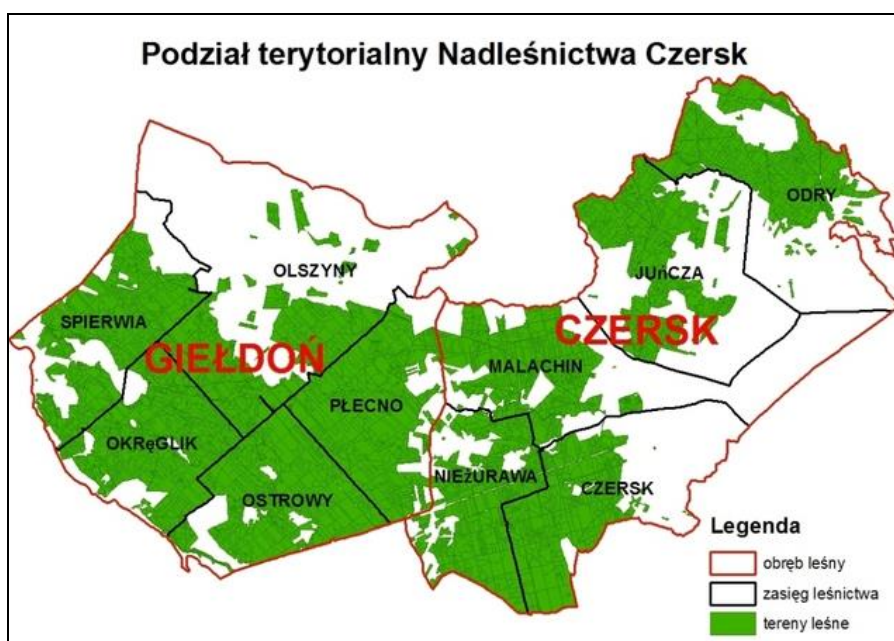 Podział terytorialny Nadleśnictwa Czersk
ODRY
OLSZYNY
JUńCZA
SPIERWIA
GIEŁDOŃ
CZERSK
MALACHIN
PŁECNO
OKRęGLIK
NIEżURAWA
OSTROWY
CZERSK
Legenda
obręb leśny
zasięg leśnictwa
tereny leśne